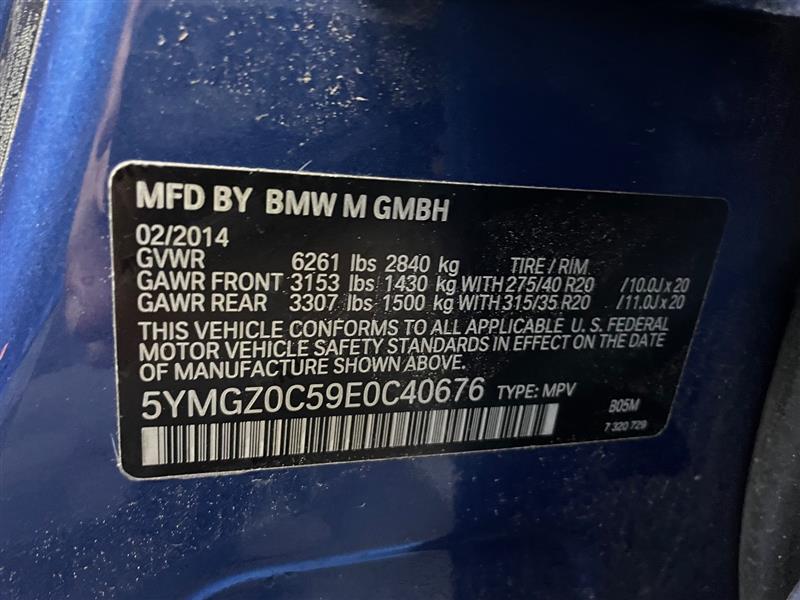 MFD BY BMW M GMBH
02/2014
GVWR 6261 lbs 2840 kg TIRE / RIM
GAWR FRONT 3153 lbs 1430 kg WITH 275/40 R20 /10.0J x 20
GAWR REAR 3307 lbs 1500 kg WITH 315/35 R20 /11.0J x 20
THIS VEHICLE CONFORMS TO ALL APPLICABLE U. S. FEDERAL
MOTOR VEHICLE SAFETY STANDARDS IN EFFECT ON THE DATE
OF MANUFACTURE SHOWN ABOVE.
5YMGZ0C59E0C40676 TYPE: MPV B05M
7 320 729